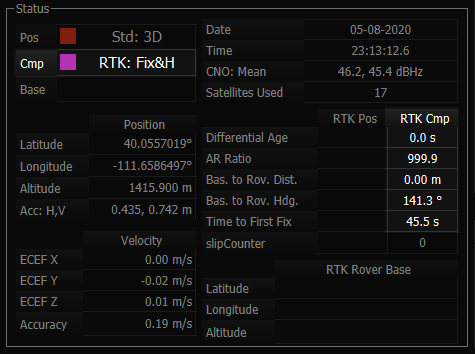 Status
Pos Std: 3D
Cmp RTK: Fix&H
Base
Position
Latitude 40.0557019°
Longitude -111.6586497°
Altitude 1415.900 m
Acc: H,V 0.435, 0.742 m
Velocity
ECEF X 0.00 m/s
ECEF Y -0.02 m/s
ECEF Z 0.01 m/s
Accuracy 0.19 m/s
Date 05-08-2020
Time 23:13:12.6
CNO: Mean 46.2, 45.4 dBHz
Satellites Used 17
RTK Pos RTK Cmp
Differential Age 0.0 s
AR Ratio 999.9
Bas. to Rov. Dist. 0.00 m
Bas. to Rov. Hdg. 141.3 °
Time to First Fix 45.5 s
slipCounter 0
RTK Rover Base
Latitude
Longitude
Altitude